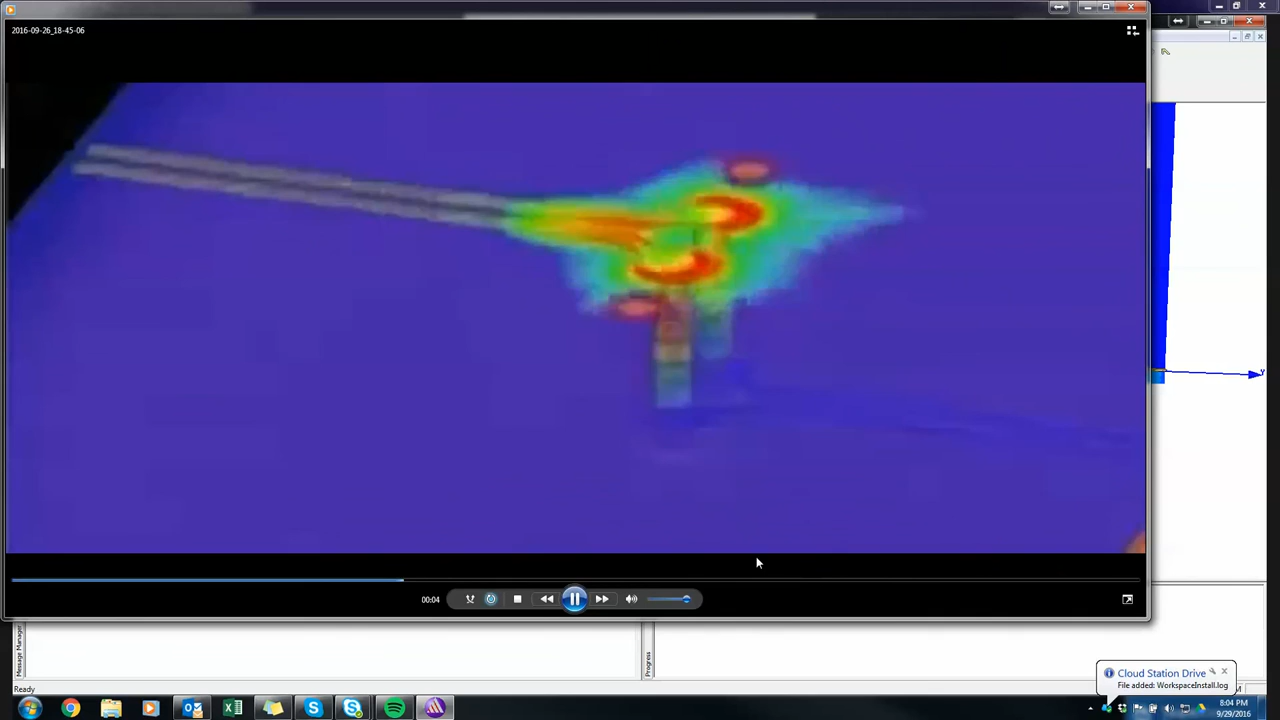 2016-09-26_18-45-06
y
00:04
Message Manager
Progress
Ready
Cloud Station Drive
File added: WorkspaceInstall.log
8:04 PM
9/29/2016